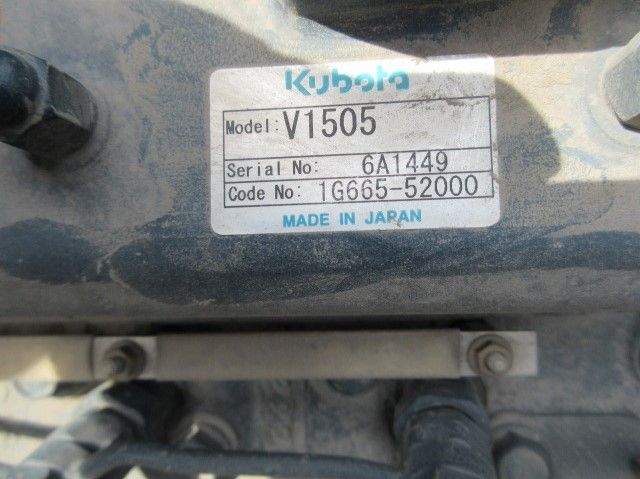 Kubota
Model: V1505
Serial No: 6A1449
Code No: 1G665-52000
MADE IN JAPAN